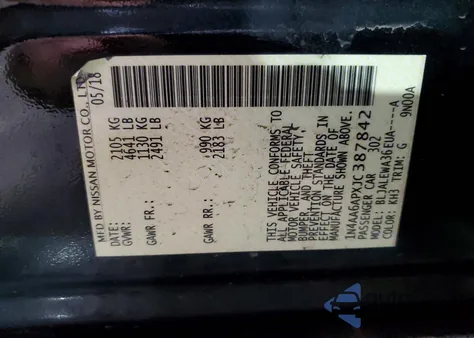 MFD BY NISSAN MOTOR CO., LTD
05/18
GVWR: 2105 KG
4641 LB
GAWR FR: 1130 KG
2491 LB
GAWR RR: 990 KG
2183 LB
THIS VEHICLE CONFORMS TO
ALL APPLICABLE FEDERAL
MOTOR VEHICLE SAFETY,
BUMPER, AND THEFT
PREVENTION STANDARDS IN
EFFECT ON THE DATE OF
MANUFACTURE SHOWN ABOVE.
1N4AA6APXJC387842
PASSENGER CAR 302
MODEL: BLJALEWA36EUA----A
COLOR: KH3 TRIM: G 9N00A